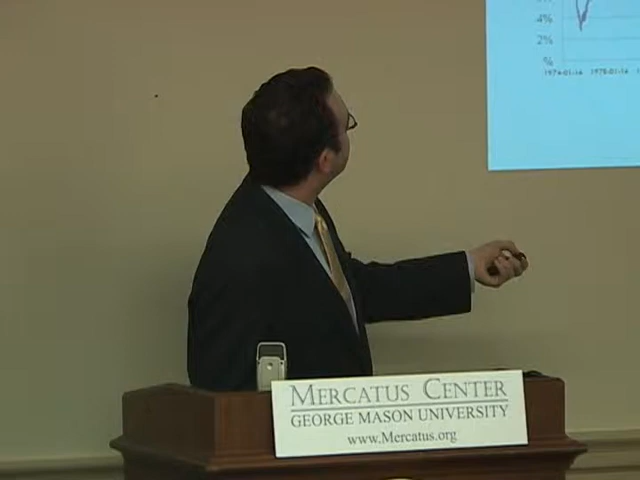 4%
2%
%
MERCATUS CENTER
GEORGE MASON UNIVERSITY
www.Mercatus.org